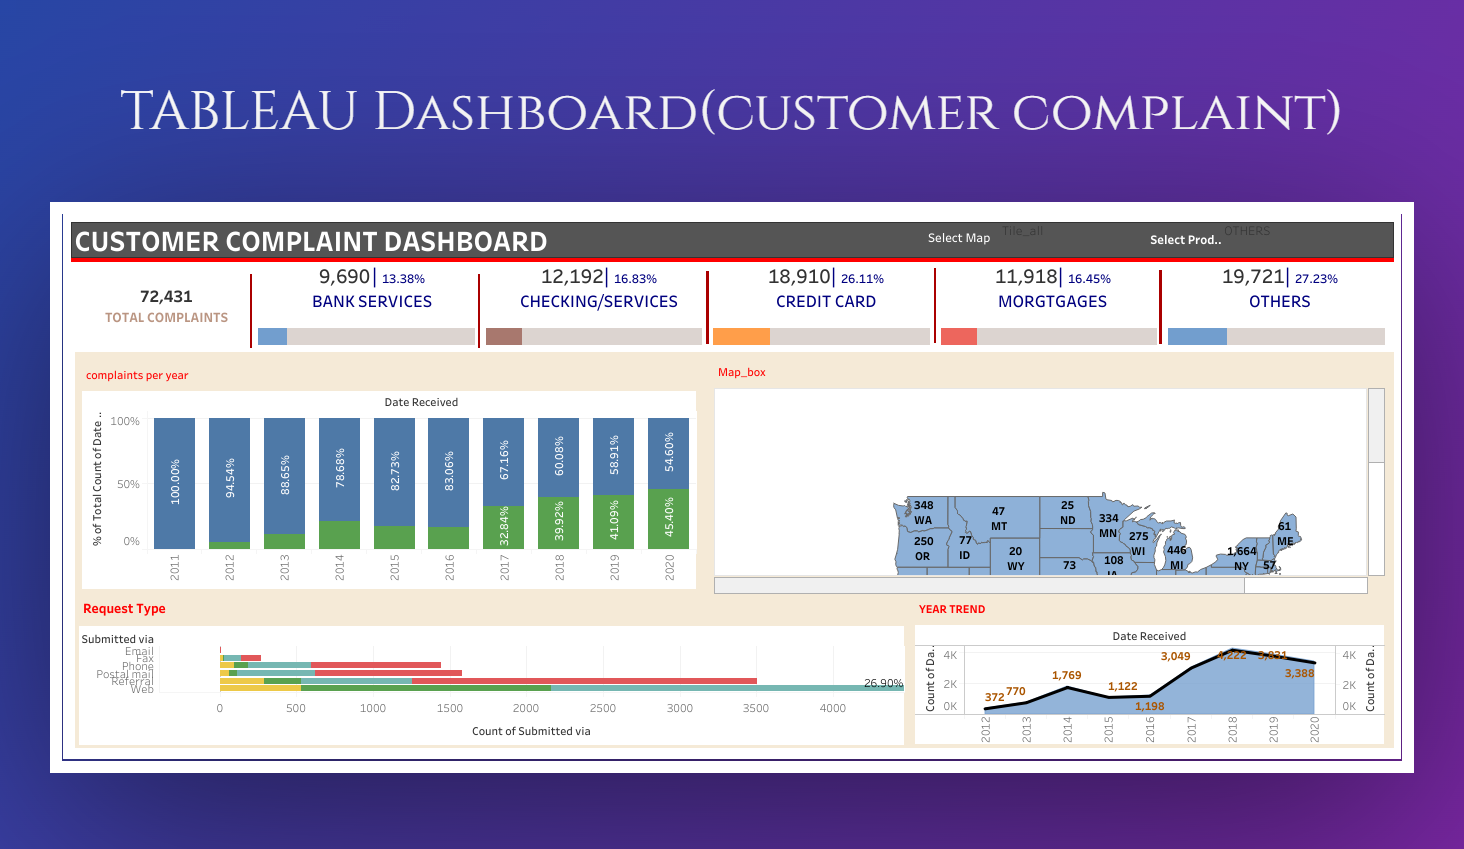 TABLEAU DASHBOARD(CUSTOMER COMPLAINT)
CUSTOMER COMPLAINT DASHBOARD
Select Map
Tile_all
Select Prod..
OTHERS
72,431
TOTAL COMPLAINTS
9,690| 13.38%
BANK SERVICES
12,192| 16.83%
CHECKING/SERVICES
18,910| 26.11%
CREDIT CARD
11,918| 16.45%
MORGTGAGES
19,721| 27.23%
OTHERS
complaints per year
Date Received
% of Total Count of Date ..
100%
50%
0%
100.00%
94.54%
88.65%
78.68%
82.73%
83.06%
67.16%
60.08%
58.91%
54.60%
32.84%
39.92%
41.09%
45.40%
2011
2012
2013
2014
2015
2016
2017
2018
2019
2020
Map_box
348
WA
47
MT
25
ND
334
MN
61
ME
250
OR
77
ID
20
WY
73
275
WI
446
MI
1,664
NY
108
IA
57
Request Type
Submitted via
Email
Fax
Phone
Postal mail
Referral
Web
26.90%
0
500
1000
1500
2000
2500
3000
3500
4000
Count of Submitted via
YEAR TREND
Date Received
Count of Da..
4K
2K
0K
372
770
1,769
1,122
1,198
3,049
4,222
3,831
3,388
4K
2K
0K
Count of Da..
2012
2013
2014
2015
2016
2017
2018
2019
2020